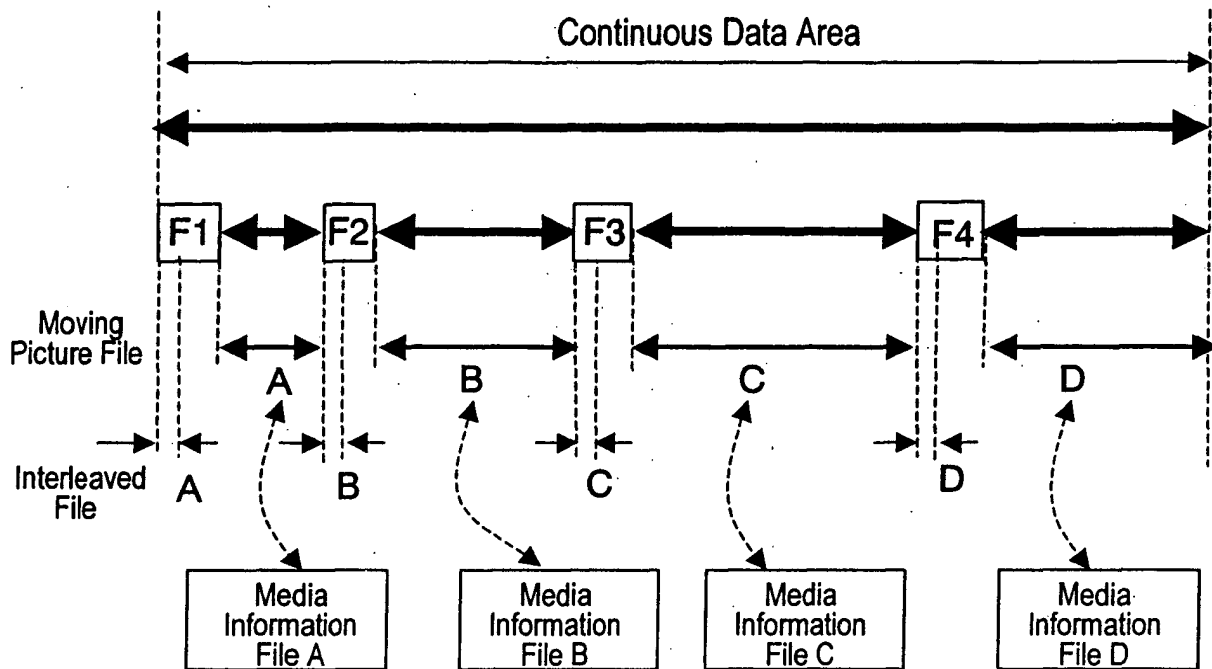 Continuous Data Area
F1 F2 F3 F4
Moving
Picture File
A B C D
Interleaved
File
A B C D
Media
Information
File A
Media
Information
File B
Media
Information
File C
Media
Information
File D